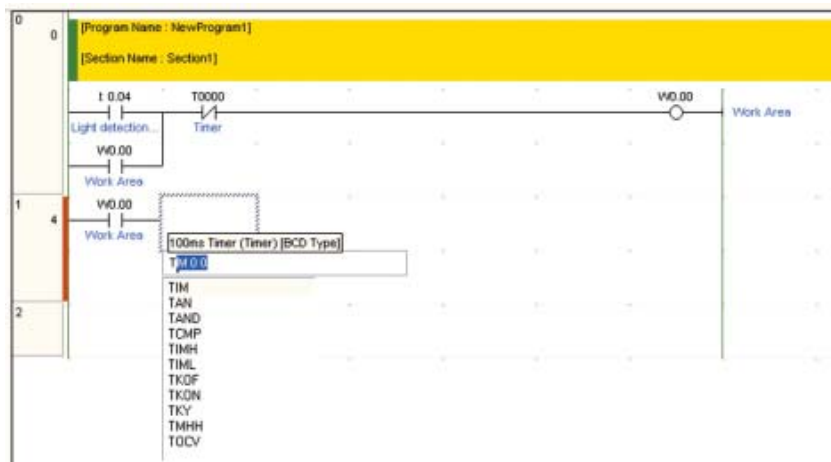 0
0
[Program Name : NewProgram1]
[Section Name : Section1]
I: 0.04
T0000
W0.00
Work Area
Light detection...
Timer
W0.00
Work Area
1
4
W0.00
Work Area
100ms Timer (Timer) [BCD Type]
TIM 0 0
TIM
TAN
TAND
TCMP
TIMH
TIML
TKOF
TKON
TKY
TMHH
TOCV
2